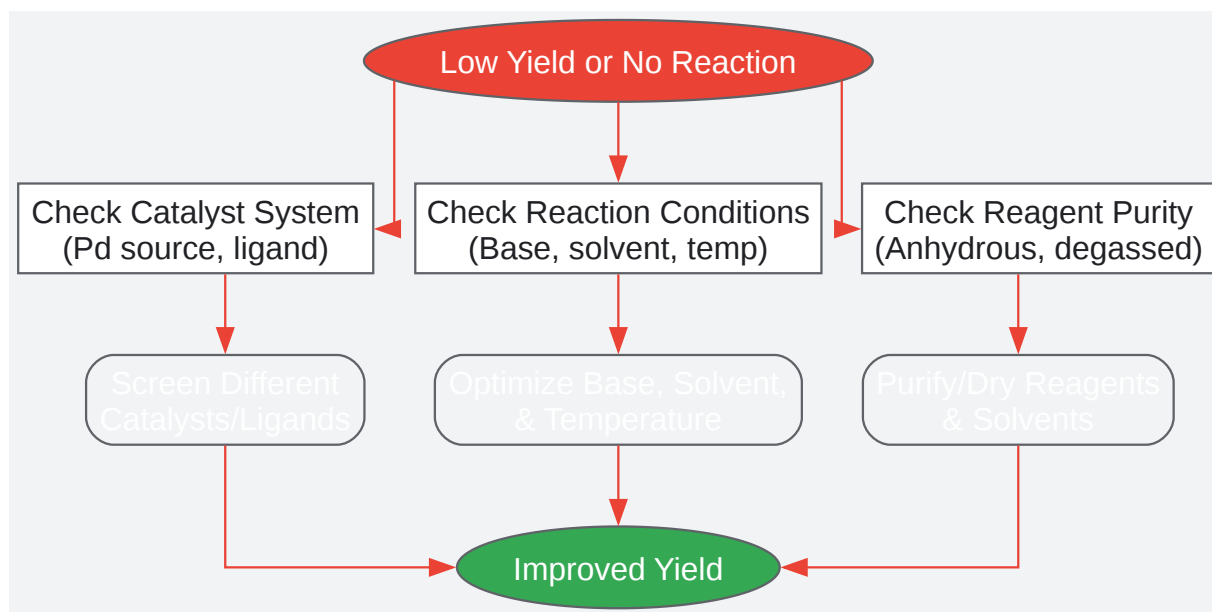 Low Yield or No Reaction
Check Catalyst System
(Pd source, ligand)
Check Reaction Conditions
(Base, solvent, temp)
Check Reagent Purity
(Anhydrous, degassed)
Screen Different
Catalysts/Ligands
Optimize Base, Solvent,
& Temperature
Purify/Dry Reagents
& Solvents
Improved Yield